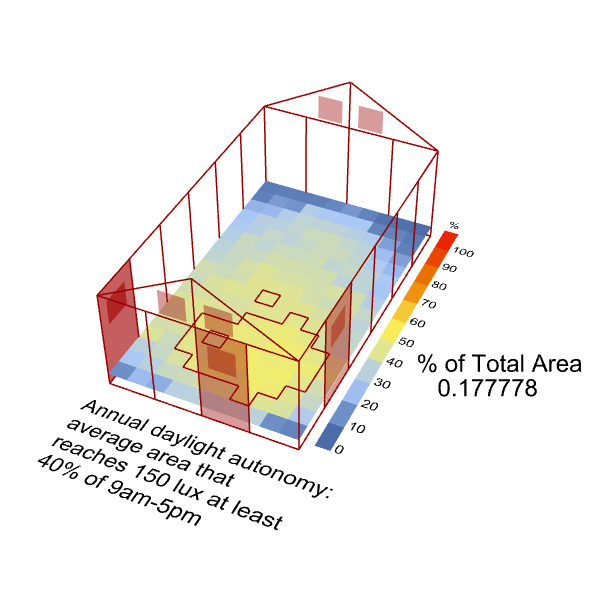 %
100
90
80
70
60
50
40
30
20
10
0
% of Total Area
0.177778
Annual daylight autonomy:
average area that
reaches 150 lux at least
40% of 9am-5pm